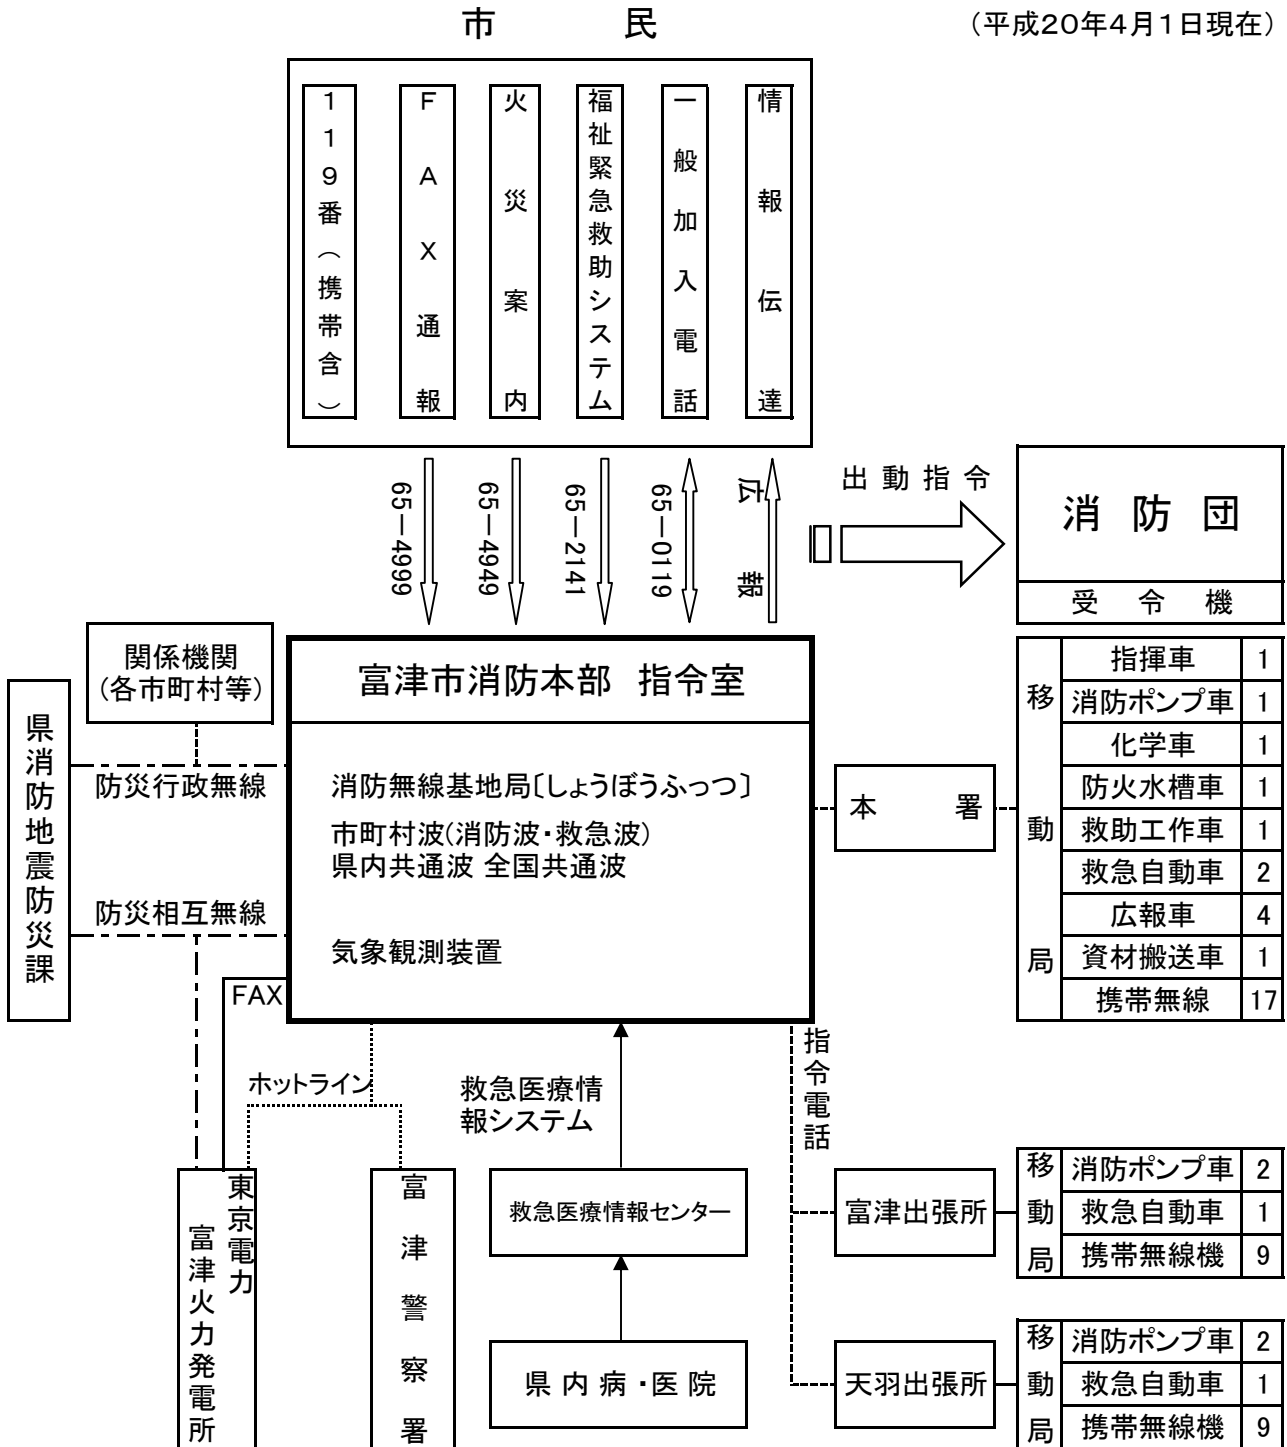 市 民
（平成20年4月1日現在）
119番（携帯含）
FAX通報
火災案内
福祉緊急救助システム
一般加入電話
情報伝達
65－4999
65－4949
65－2141
65－0119
広報
出動指令
消防団
受令機
関係機関
（各市町村等）
県消防地震防災課
防災行政無線
防災相互無線
富津市消防本部 指令室
消防無線基地局〔しょうぼうふっつ〕
市町村波（消防波・救急波）
県内共通波 全国共通波
気象観測装置
本署
移動局
指揮車 1
消防ポンプ車 1
化学車 1
防火水槽車 1
救助工作車 1
救急自動車 2
広報車 4
資材搬送車 1
携帯無線 17
FAX
ホットライン
救急医療情
報システム
指令電話
東京電力
富津火力発電所
富津警察署
救急医療情報センター
県内病・医院
富津出張所
移動局
消防ポンプ車 2
救急自動車 1
携帯無線機 9
天羽出張所
移動局
消防ポンプ車 2
救急自動車 1
携帯無線機 9